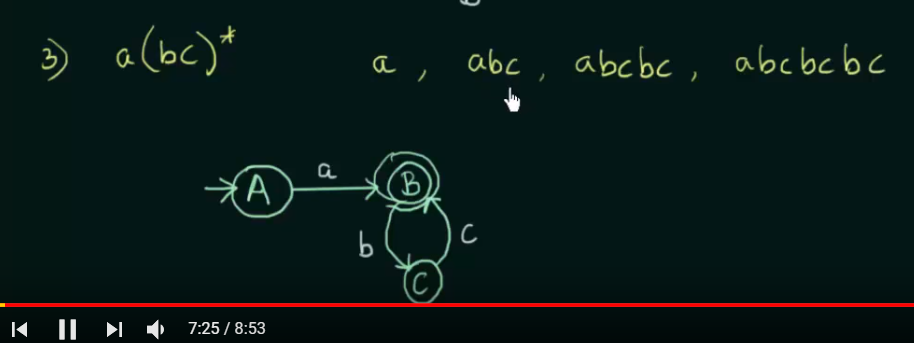 3) a(bc)* a , abc , abcbc , abcbcbc
a
A B
b c
C
7:25 / 8:53